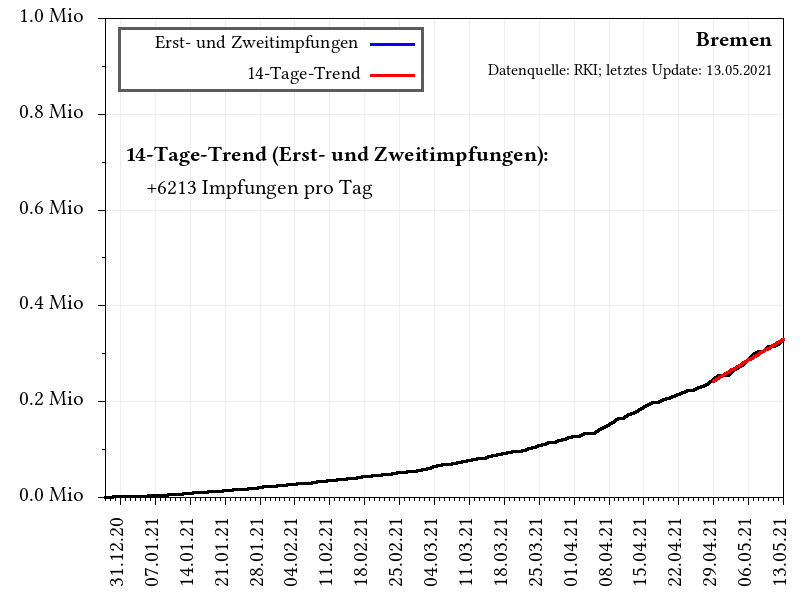 1.0 Mio
0.8 Mio
0.6 Mio
0.4 Mio
0.2 Mio
0.0 Mio
Erst- und Zweitimpfungen
14-Tage-Trend
Bremen
Datenquelle: RKI; letztes Update: 13.05.2021
14-Tage-Trend (Erst- und Zweitimpfungen):
+6213 Impfungen pro Tag
31.12.20
07.01.21
14.01.21
21.01.21
28.01.21
04.02.21
11.02.21
18.02.21
25.02.21
04.03.21
11.03.21
18.03.21
25.03.21
01.04.21
08.04.21
15.04.21
22.04.21
29.04.21
06.05.21
13.05.21